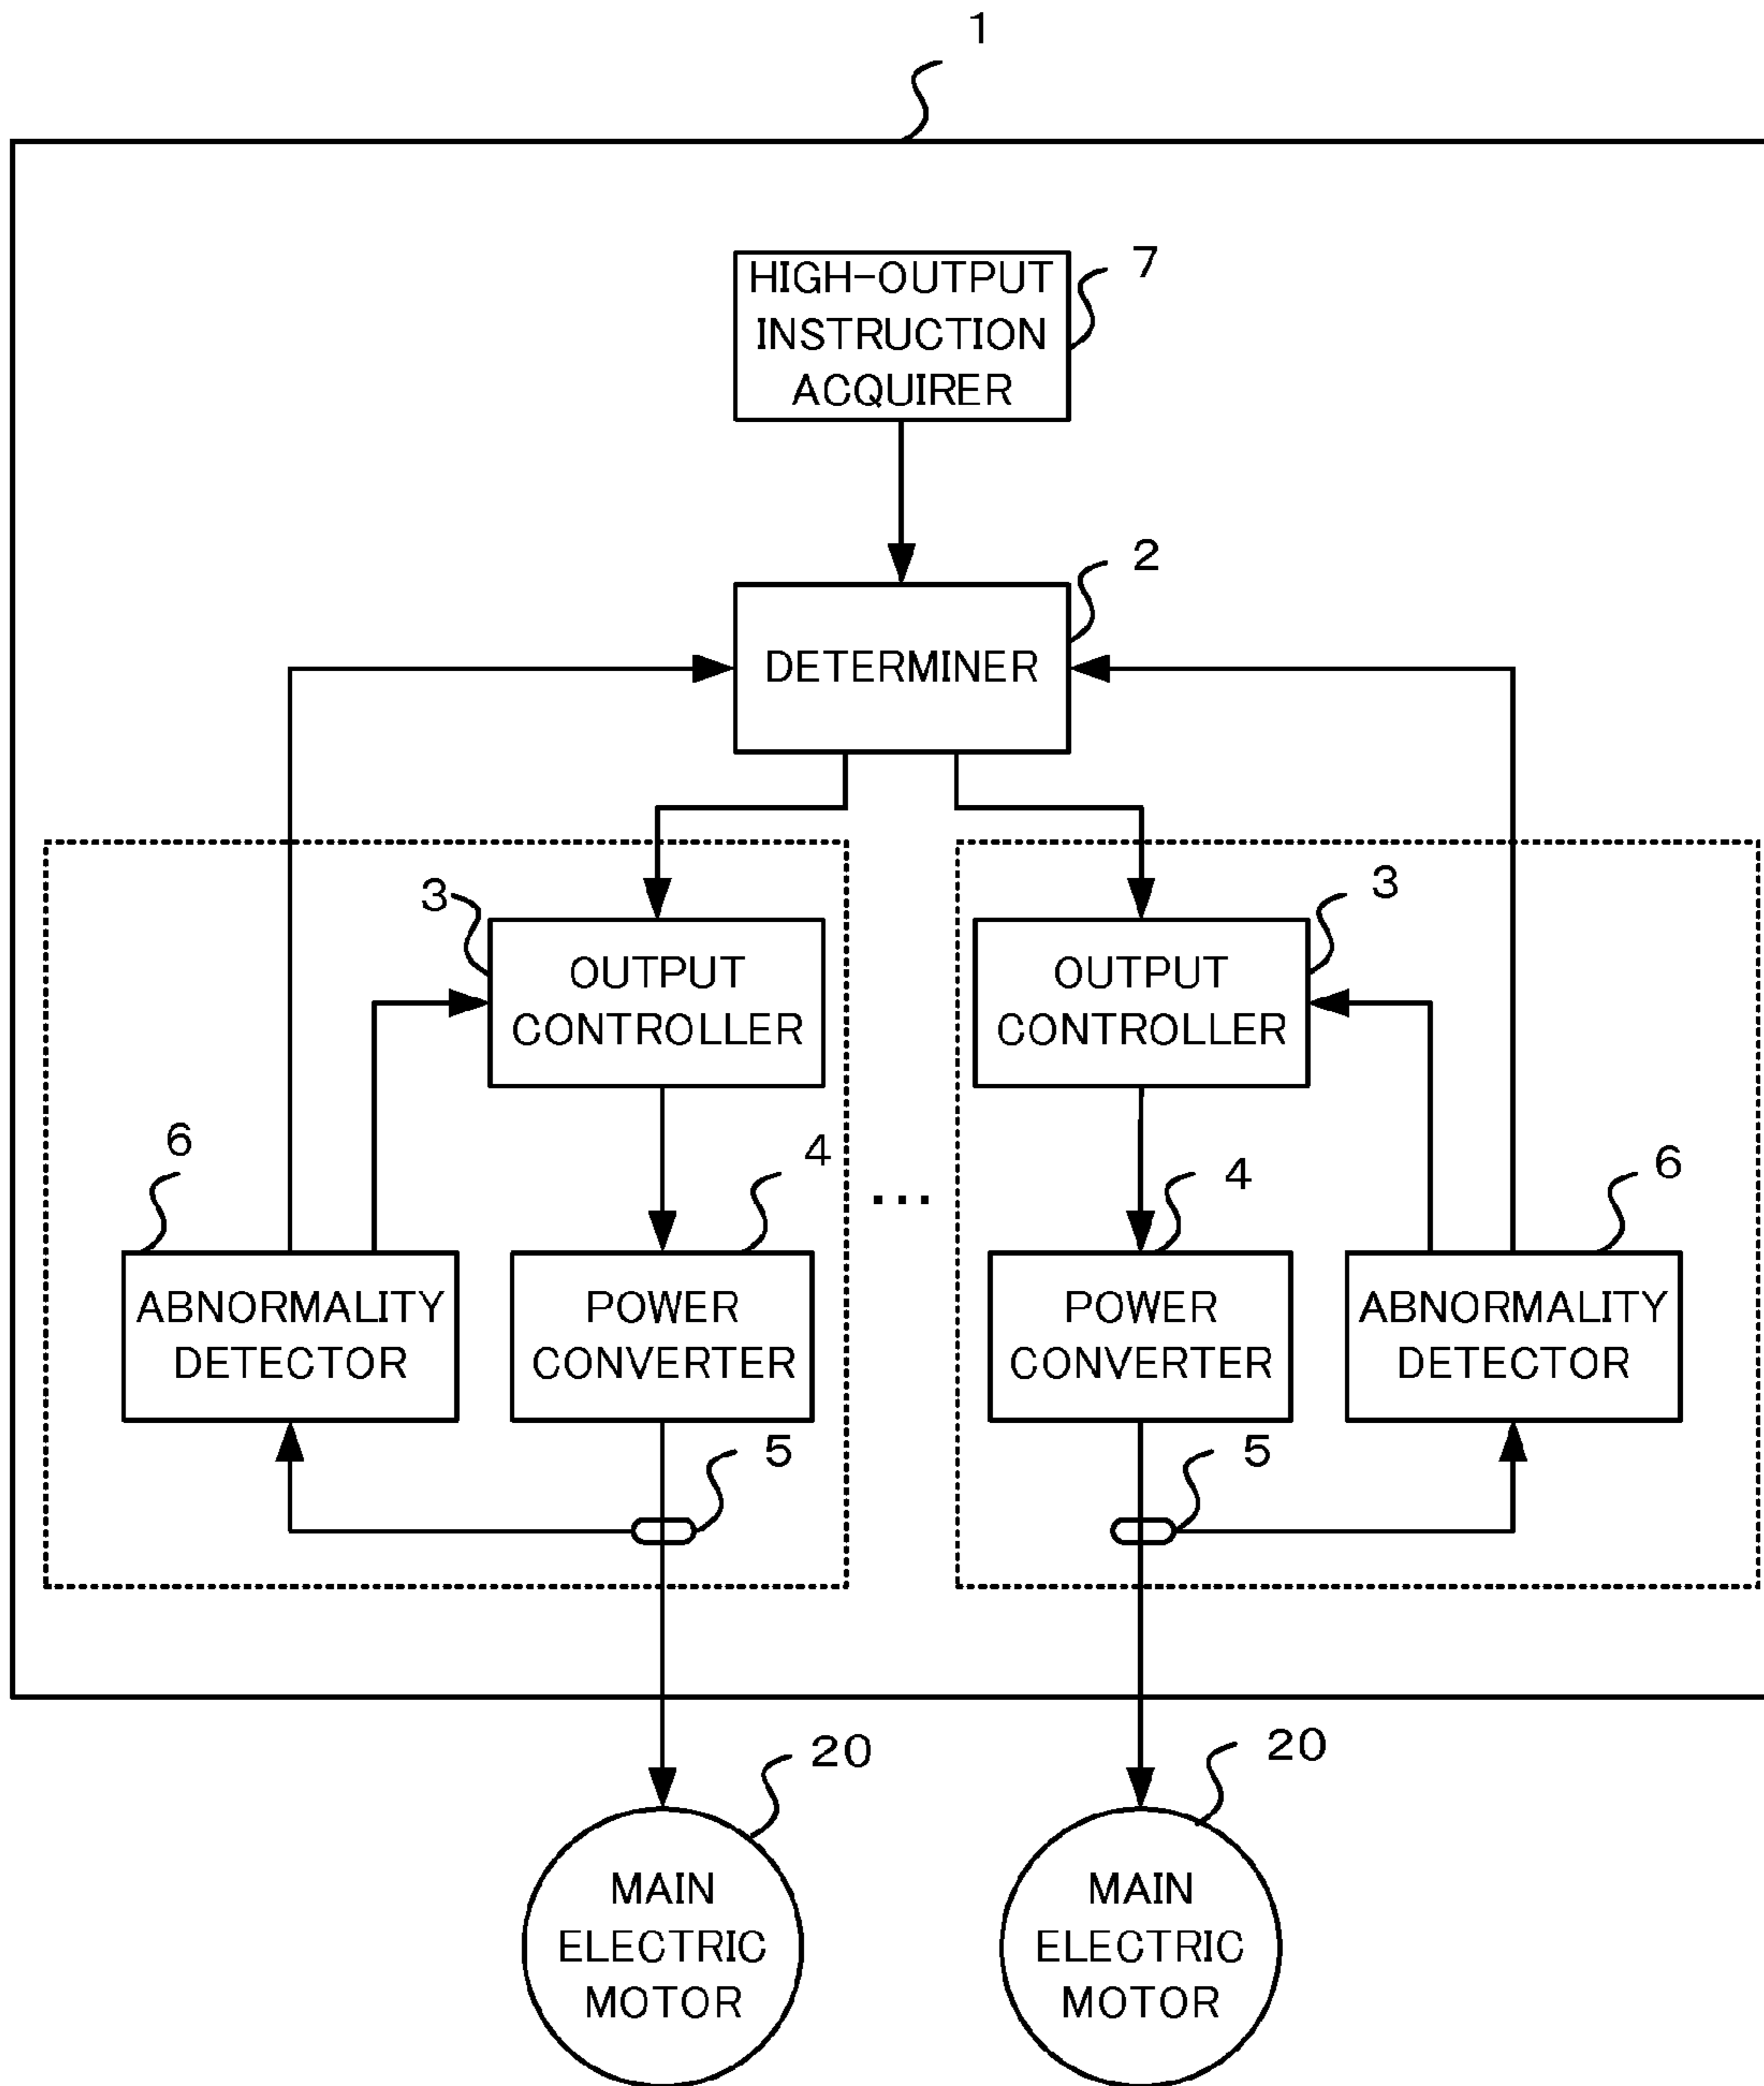 1
HIGH-OUTPUT
INSTRUCTION
ACQUIRER
7
DETERMINER
2
3
OUTPUT
CONTROLLER
OUTPUT
CONTROLLER
3
6
ABNORMALITY
DETECTOR
4
POWER
CONVERTER
...
4
POWER
CONVERTER
6
ABNORMALITY
DETECTOR
5
5
20
MAIN
ELECTRIC
MOTOR
20
MAIN
ELECTRIC
MOTOR